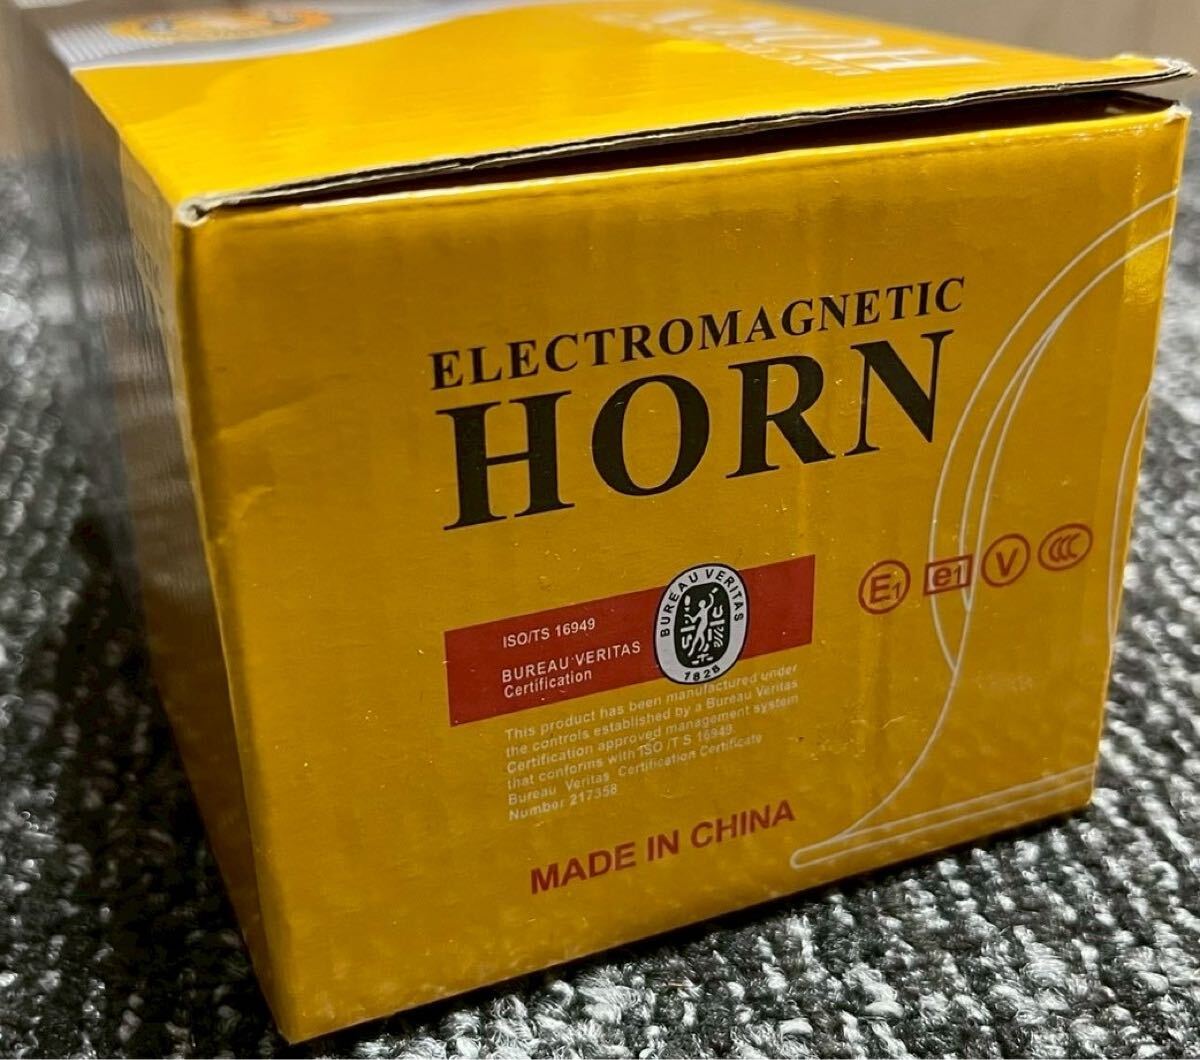 HORN
ELECTROMAGNETIC
HORN
ISO/TS 16949
BUREAU VERITAS
Certification
BUREAU VERITAS
1828
E1
e1
V
CCC
This product has been manufactured under
the controls established by a Bureau Veritas
Certification approved management system
that conforms with ISO /T S 16949
Bureau Veritas Certification Certificate
Number 217358
MADE IN CHINA